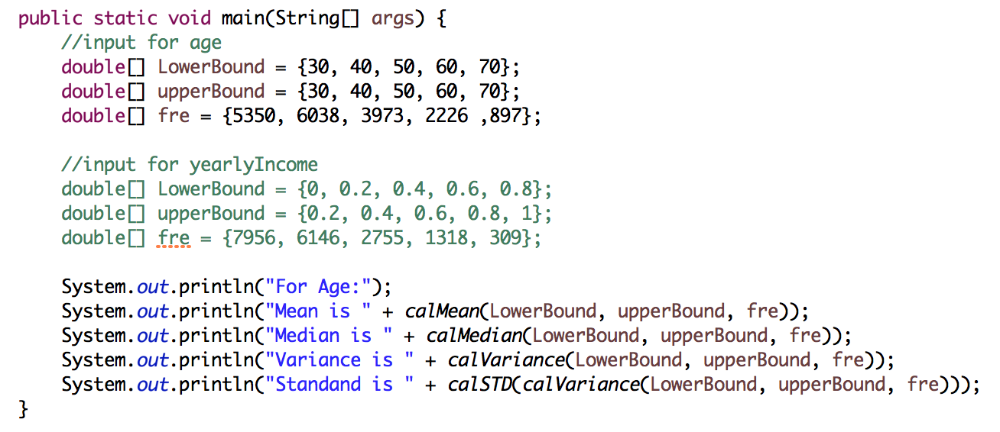 public static void main(String[] args) {
    //input for age
    double[] LowerBound = {30, 40, 50, 60, 70};
    double[] upperBound = {30, 40, 50, 60, 70};
    double[] fre = {5350, 6038, 3973, 2226 ,897};
    //input for yearlyIncome
    double[] LowerBound = {0, 0.2, 0.4, 0.6, 0.8};
    double[] upperBound = {0.2, 0.4, 0.6, 0.8, 1};
    double[] fre = {7956, 6146, 2755, 1318, 309};
    System.out.println("For Age:");
    System.out.println("Mean is " + calMean(LowerBound, upperBound, fre));
    System.out.println("Median is " + calMedian(LowerBound, upperBound, fre));
    System.out.println("Variance is " + calVariance(LowerBound, upperBound, fre));
    System.out.println("Standand is " + calSTD(calVariance(LowerBound, upperBound, fre)));
}